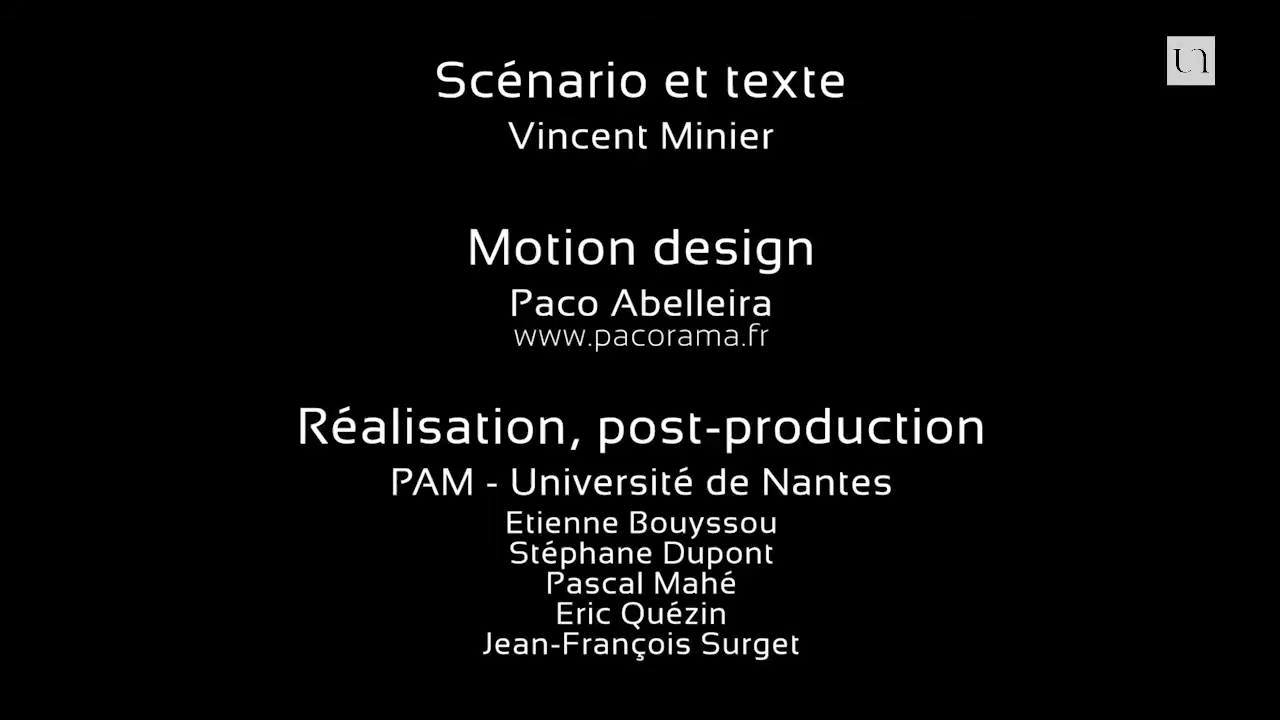 Scénario et texte
Vincent Minier
Motion design
Paco Abelleira
www.pacorama.fr
Réalisation, post-production
PAM - Université de Nantes
Etienne Bouyssou
Stéphane Dupont
Pascal Mahé
Eric Quézin
Jean-François Surget